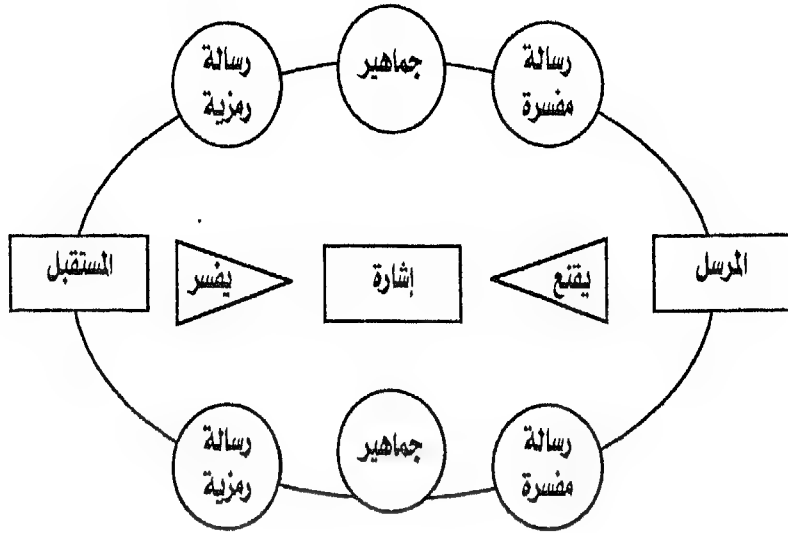 رسالة
مفسرة
جماهير
رسالة
رمزية
المرسل
يقنع
إشارة
يفسر
المستقبل
رسالة
مفسرة
جماهير
رسالة
رمزية